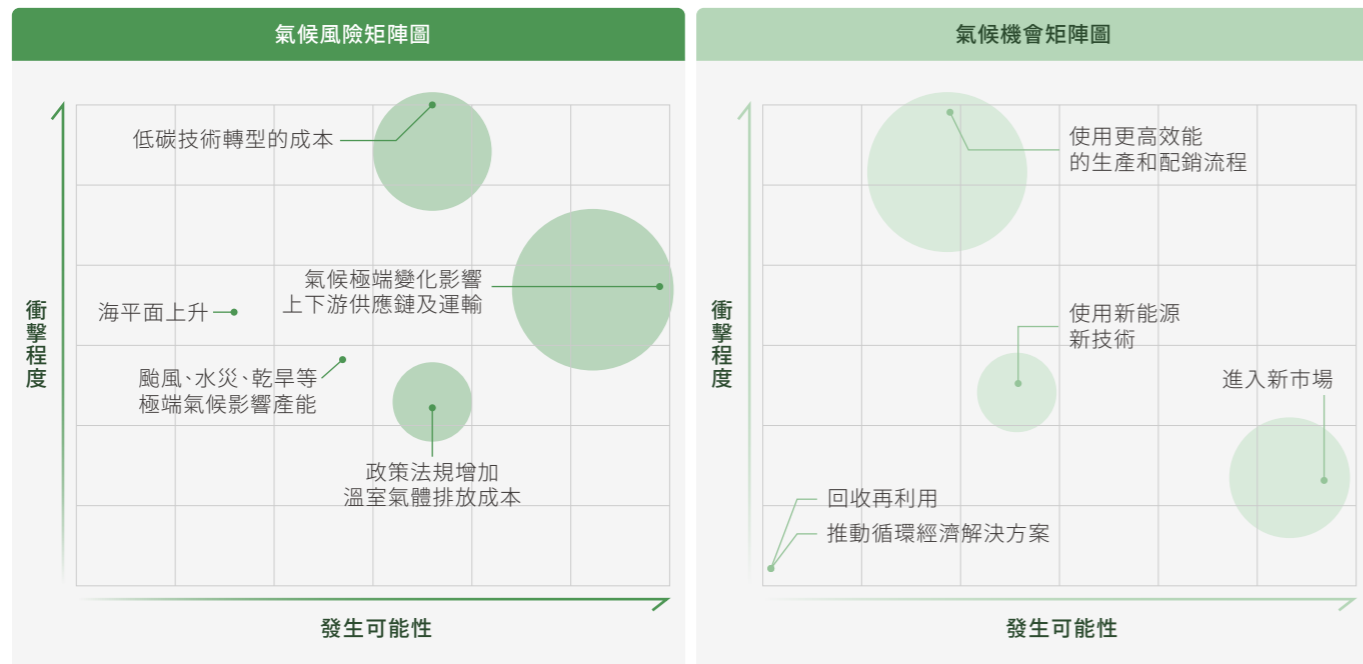 氣候風險矩陣圖
低碳技術轉型的成本
氣候極端變化影響
上下游供應鏈及運輸
海平面上升
颱風、水災、乾旱等
極端氣候影響產能
政策法規增加
溫室氣體排放成本
衝擊程度
發生可能性
氣候機會矩陣圖
使用更高效能
的生產和配銷流程
使用新能源
新技術
進入新市場
回收再利用
推動循環經濟解決方案
衝擊程度
發生可能性